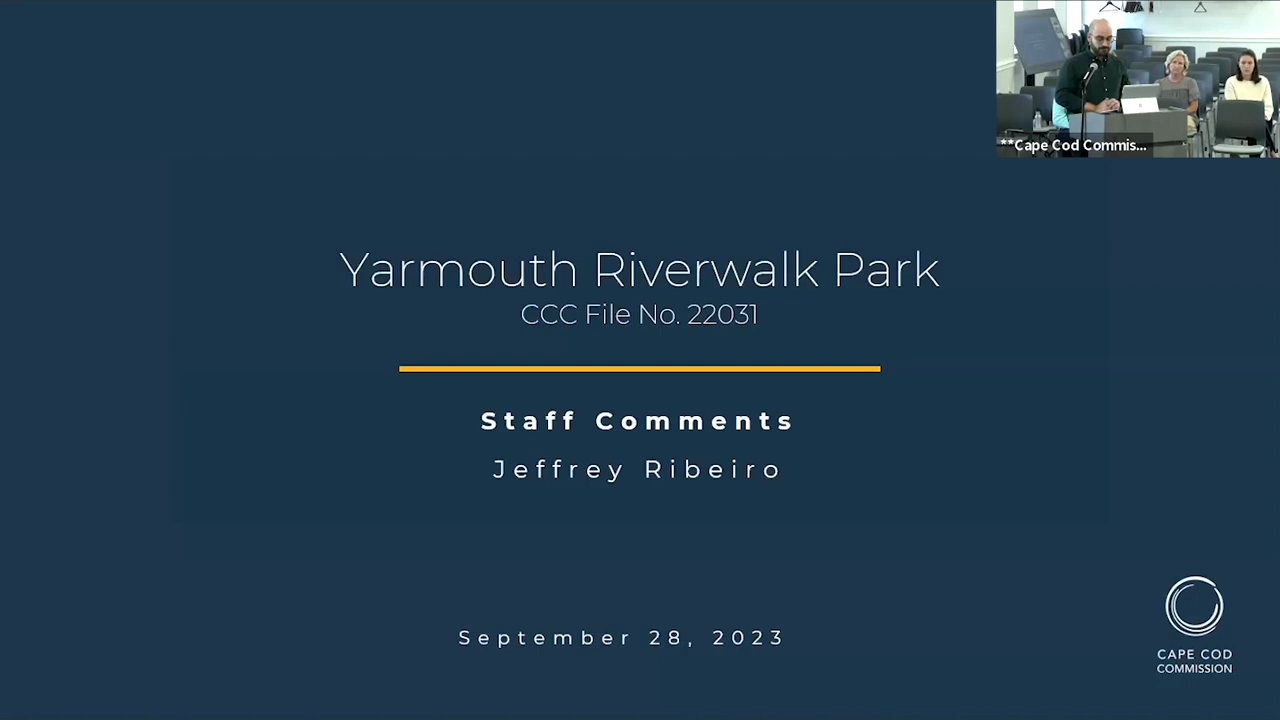 **Cape Cod Commis...
Yarmouth Riverwalk Park
CCC File No. 22031
Staff Comments
Jeffrey Ribeiro
September 28, 2023
CAPE COD
COMMISSION